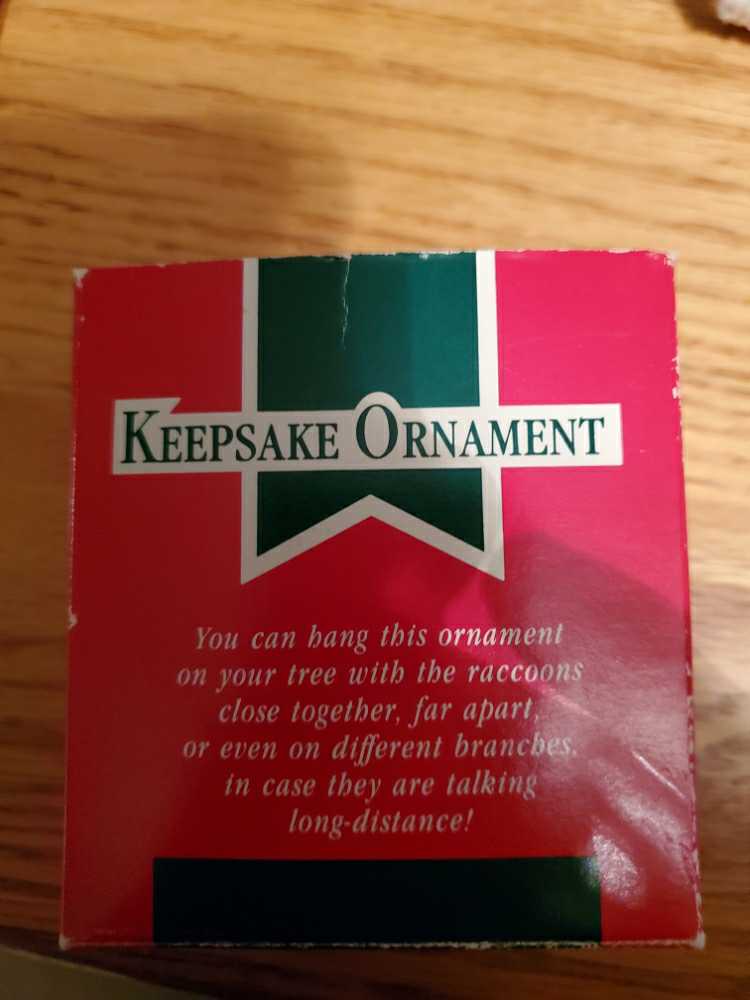 KEEPSAKE ORNAMENT
You can hang this ornament
on your tree with the raccoons
close together, far apart,
or even on different branches,
in case they are talking
long-distance!